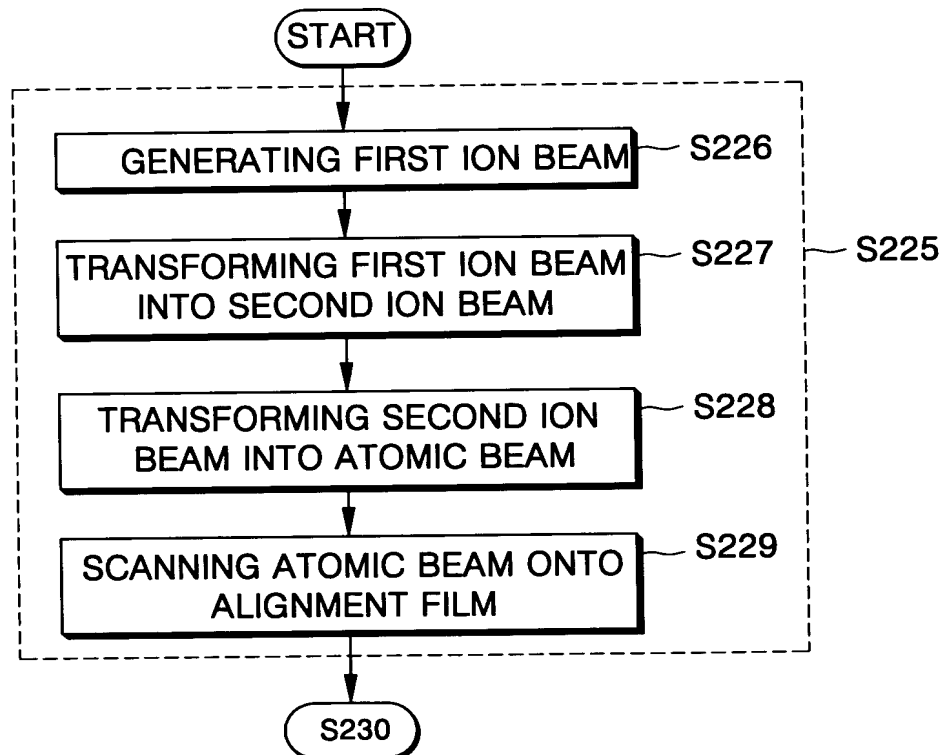 START
GENERATING FIRST ION BEAM
S226
TRANSFORMING FIRST ION BEAM
INTO SECOND ION BEAM
S227
S225
TRANSFORMING SECOND ION
BEAM INTO ATOMIC BEAM
S228
SCANNING ATOMIC BEAM ONTO
ALIGNMENT FILM
S229
S230